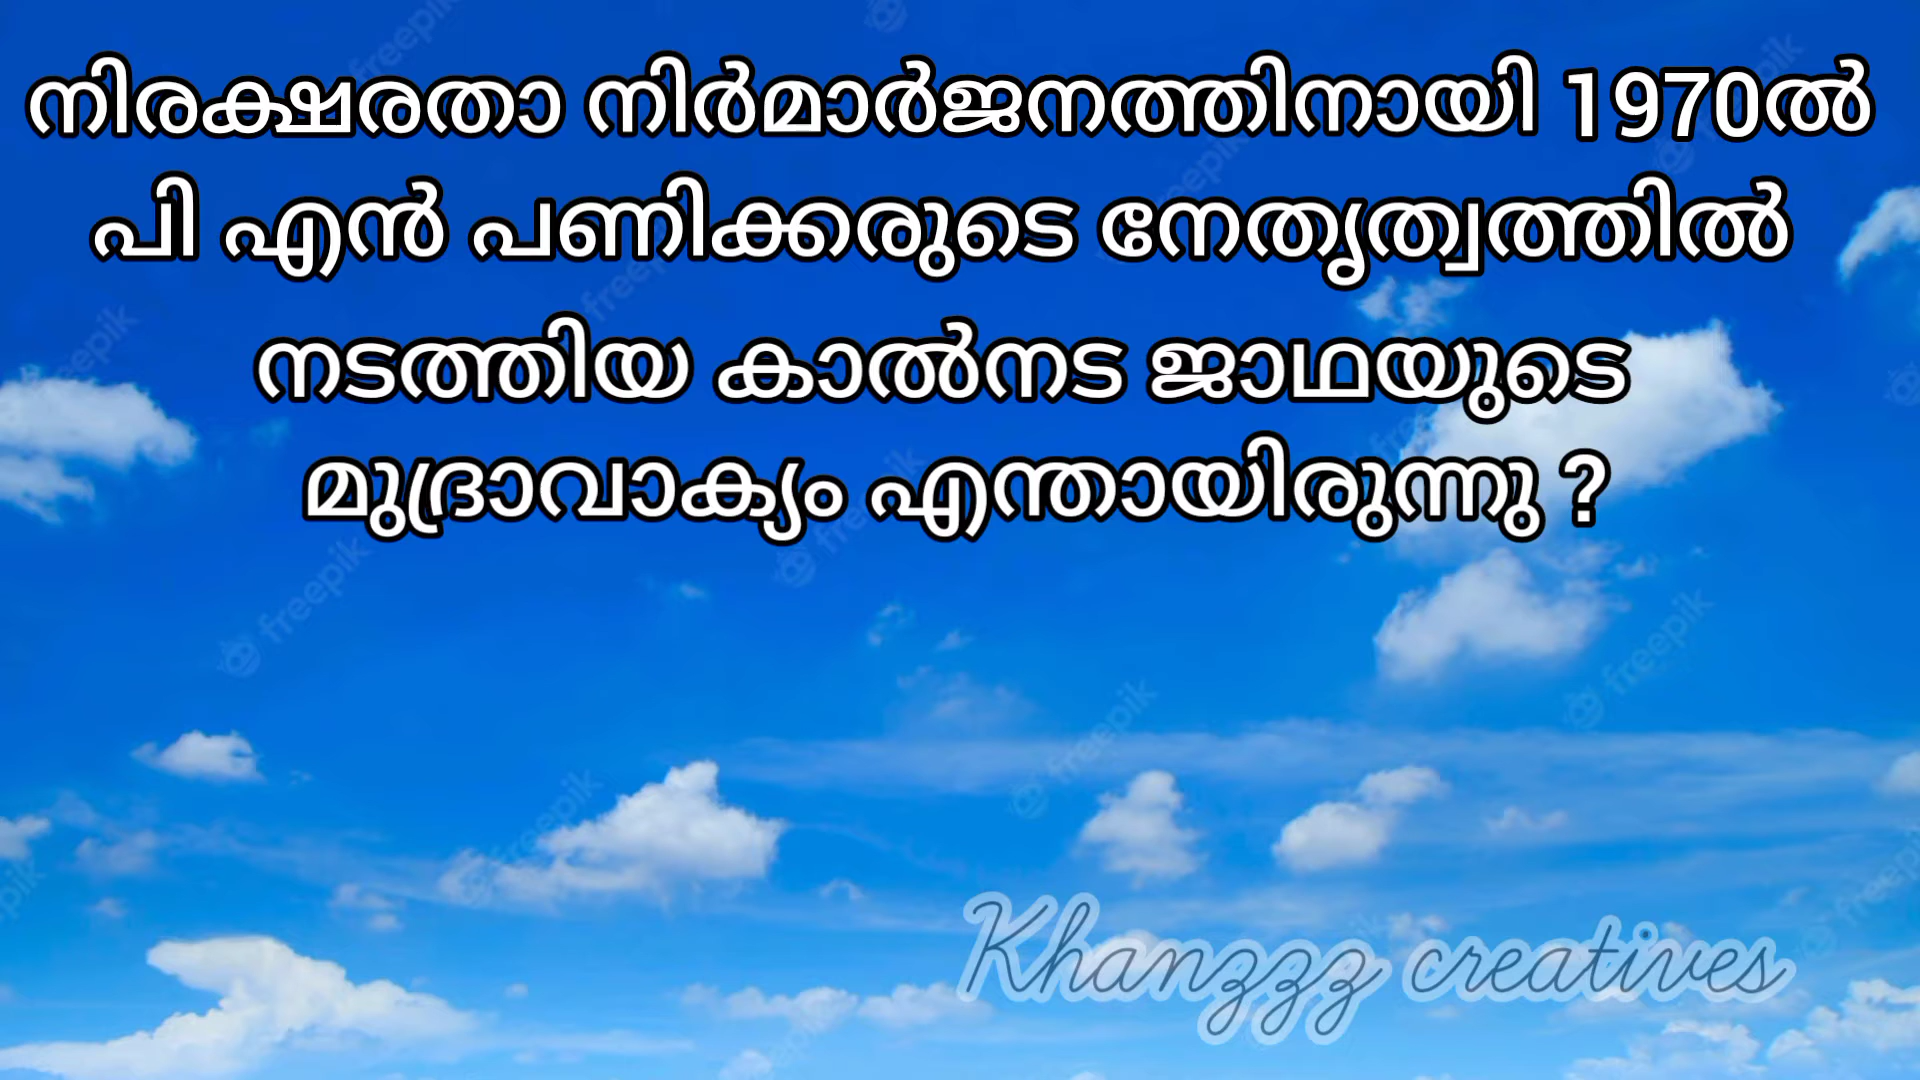 നിരക്ഷരതാ നിർമാർജനത്തിനായി 1970ൽ
പി എൻ പണിക്കരുടെ നേതൃത്വത്തിൽ
നടത്തിയ കാൽനട ജാഥയുടെ
മുദ്രാവാക്യം എന്തായിരുന്നു ?
Khanzzz creatives